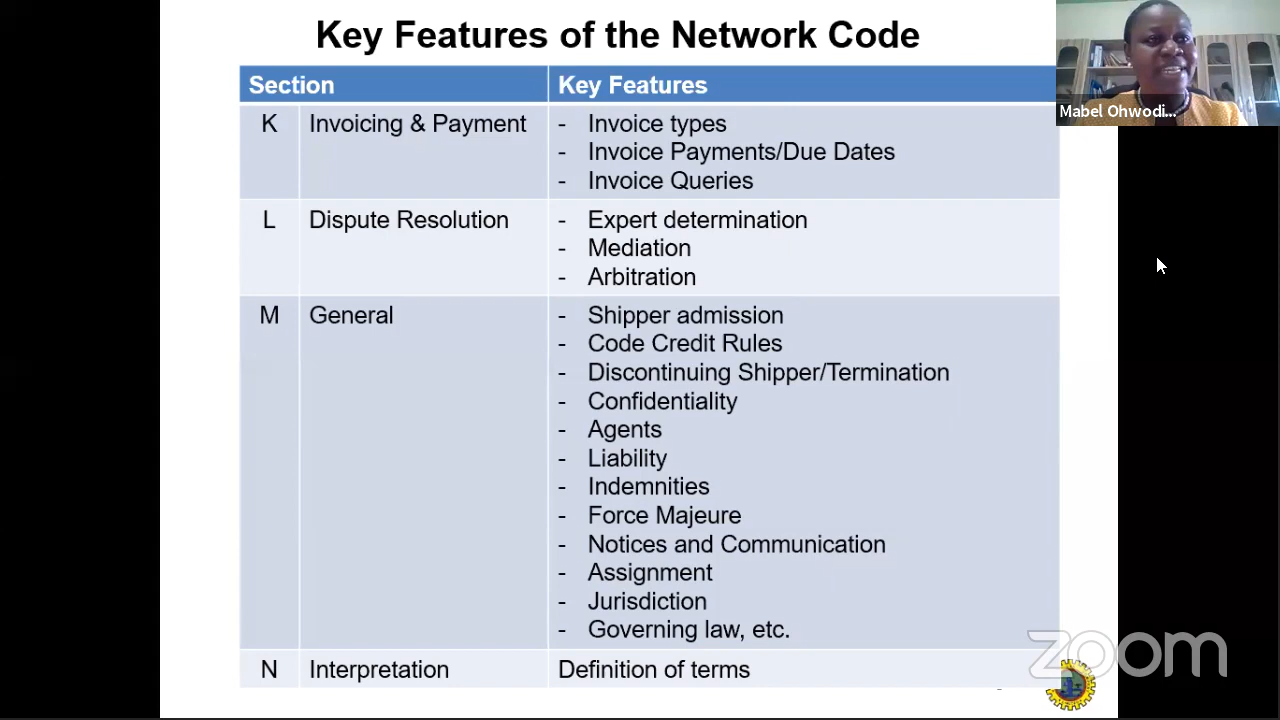 Key Features of the Network Code
Section Key Features
K Invoicing & Payment - Invoice types
- Invoice Payments/Due Dates
- Invoice Queries
L Dispute Resolution - Expert determination
- Mediation
- Arbitration
M General - Shipper admission
- Code Credit Rules
- Discontinuing Shipper/Termination
- Confidentiality
- Agents
- Liability
- Indemnities
- Force Majeure
- Notices and Communication
- Assignment
- Jurisdiction
- Governing law, etc.
N Interpretation Definition of terms
Mabel Ohwodi...
zoom